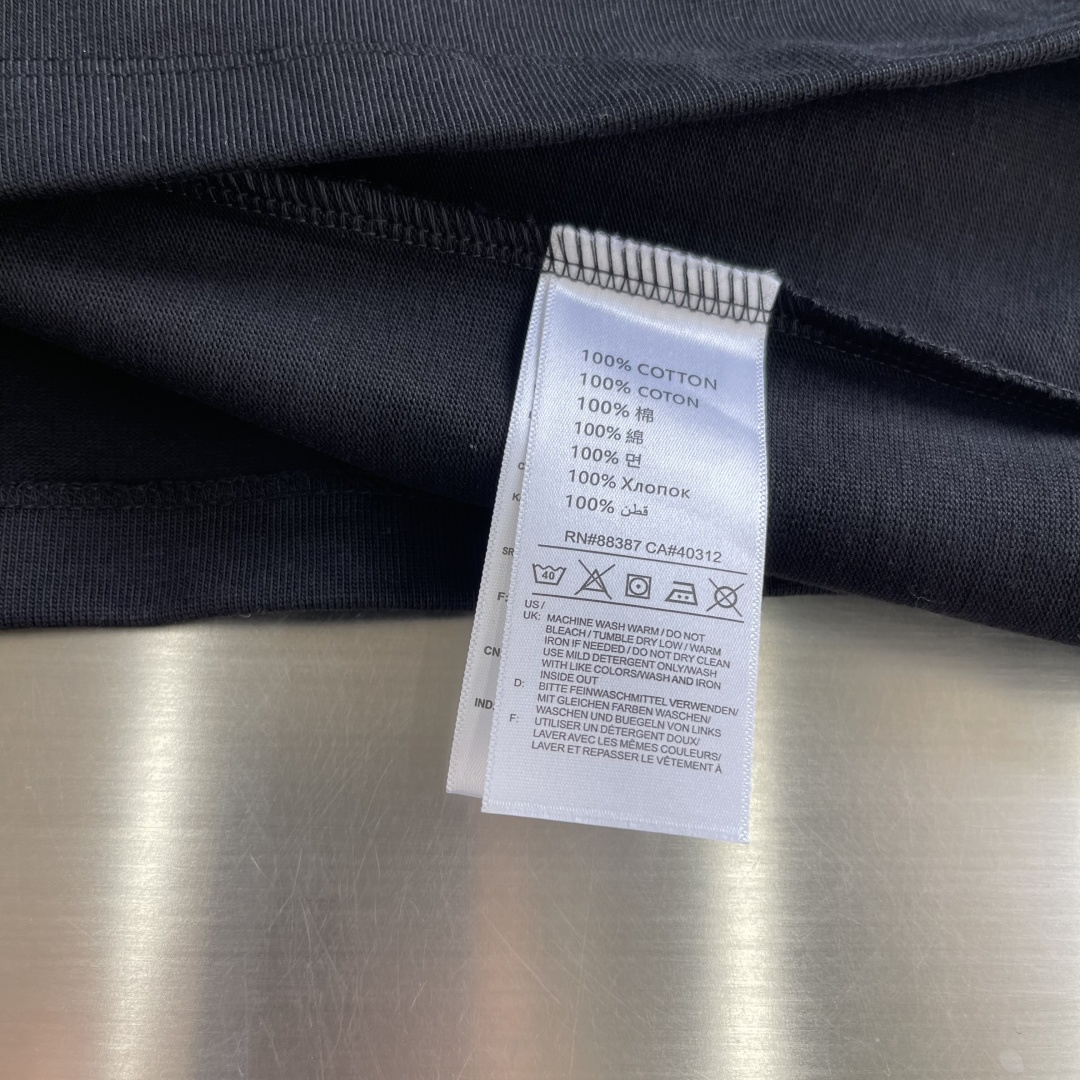 100% COTTON
100% COTON
100% 棉
100% 綿
100% 면
100% Хлопок
100% قطن
RN#88387 CA#40312
40
US /
UK: MACHINE WASH WARM / DO NOT
BLEACH / TUMBLE DRY LOW / WARM
IRON IF NEEDED / DO NOT DRY CLEAN
USE MILD DETERGENT ONLY/WASH
WITH LIKE COLORS/WASH AND IRON
INSIDE OUT
D: BITTE FEINWASCHMITTEL VERWENDEN/
MIT GLEICHEN FARBEN WASCHEN/
WASCHEN UND BUEGELN VON LINKS
F: UTILISER UN DÉTERGENT DOUX/
LAVER AVEC LES MÊMES COULEURS/
LAVER ET REPASSER LE VÊTEMENT À
SR
F:
CN
IND.